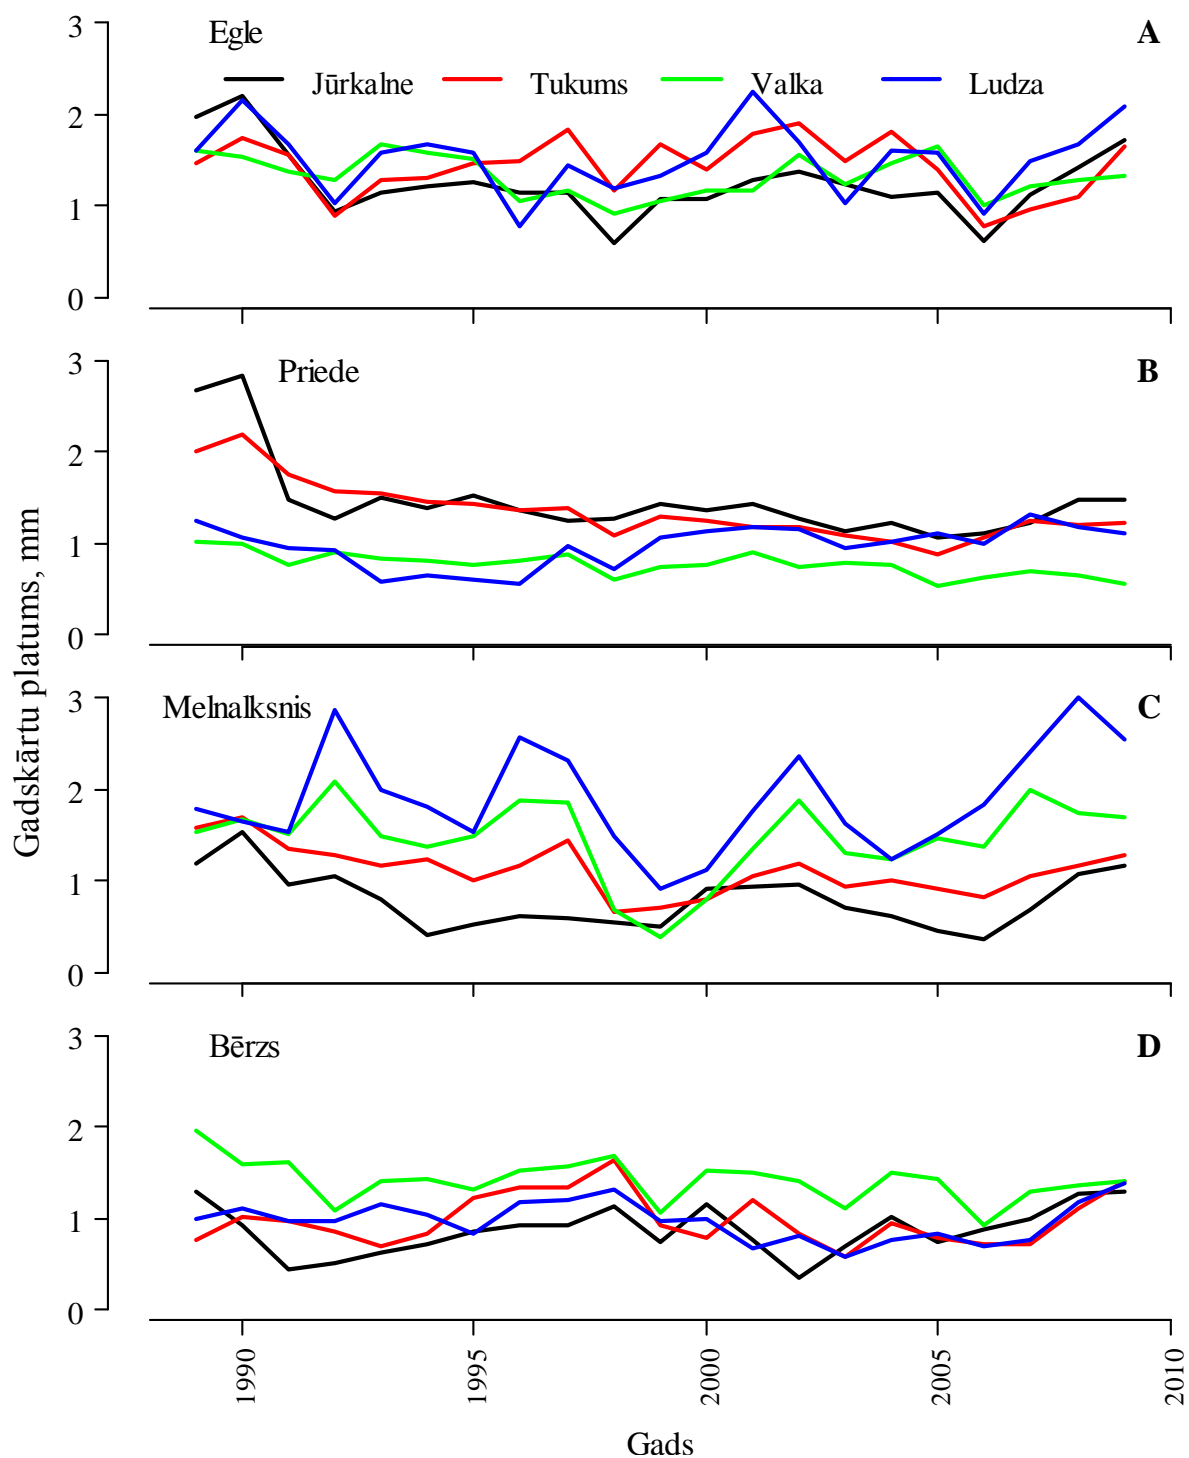 Gadskārtu platums, mm
3
Egle
A
Jūrkalne Tukums Valka Ludza
2
1
0
3
Priede
B
2
1
0
3
Melnalksnis
C
2
1
0
3
Bērzs
D
2
1
0
1990 1995 2000 2005 2010
Gads